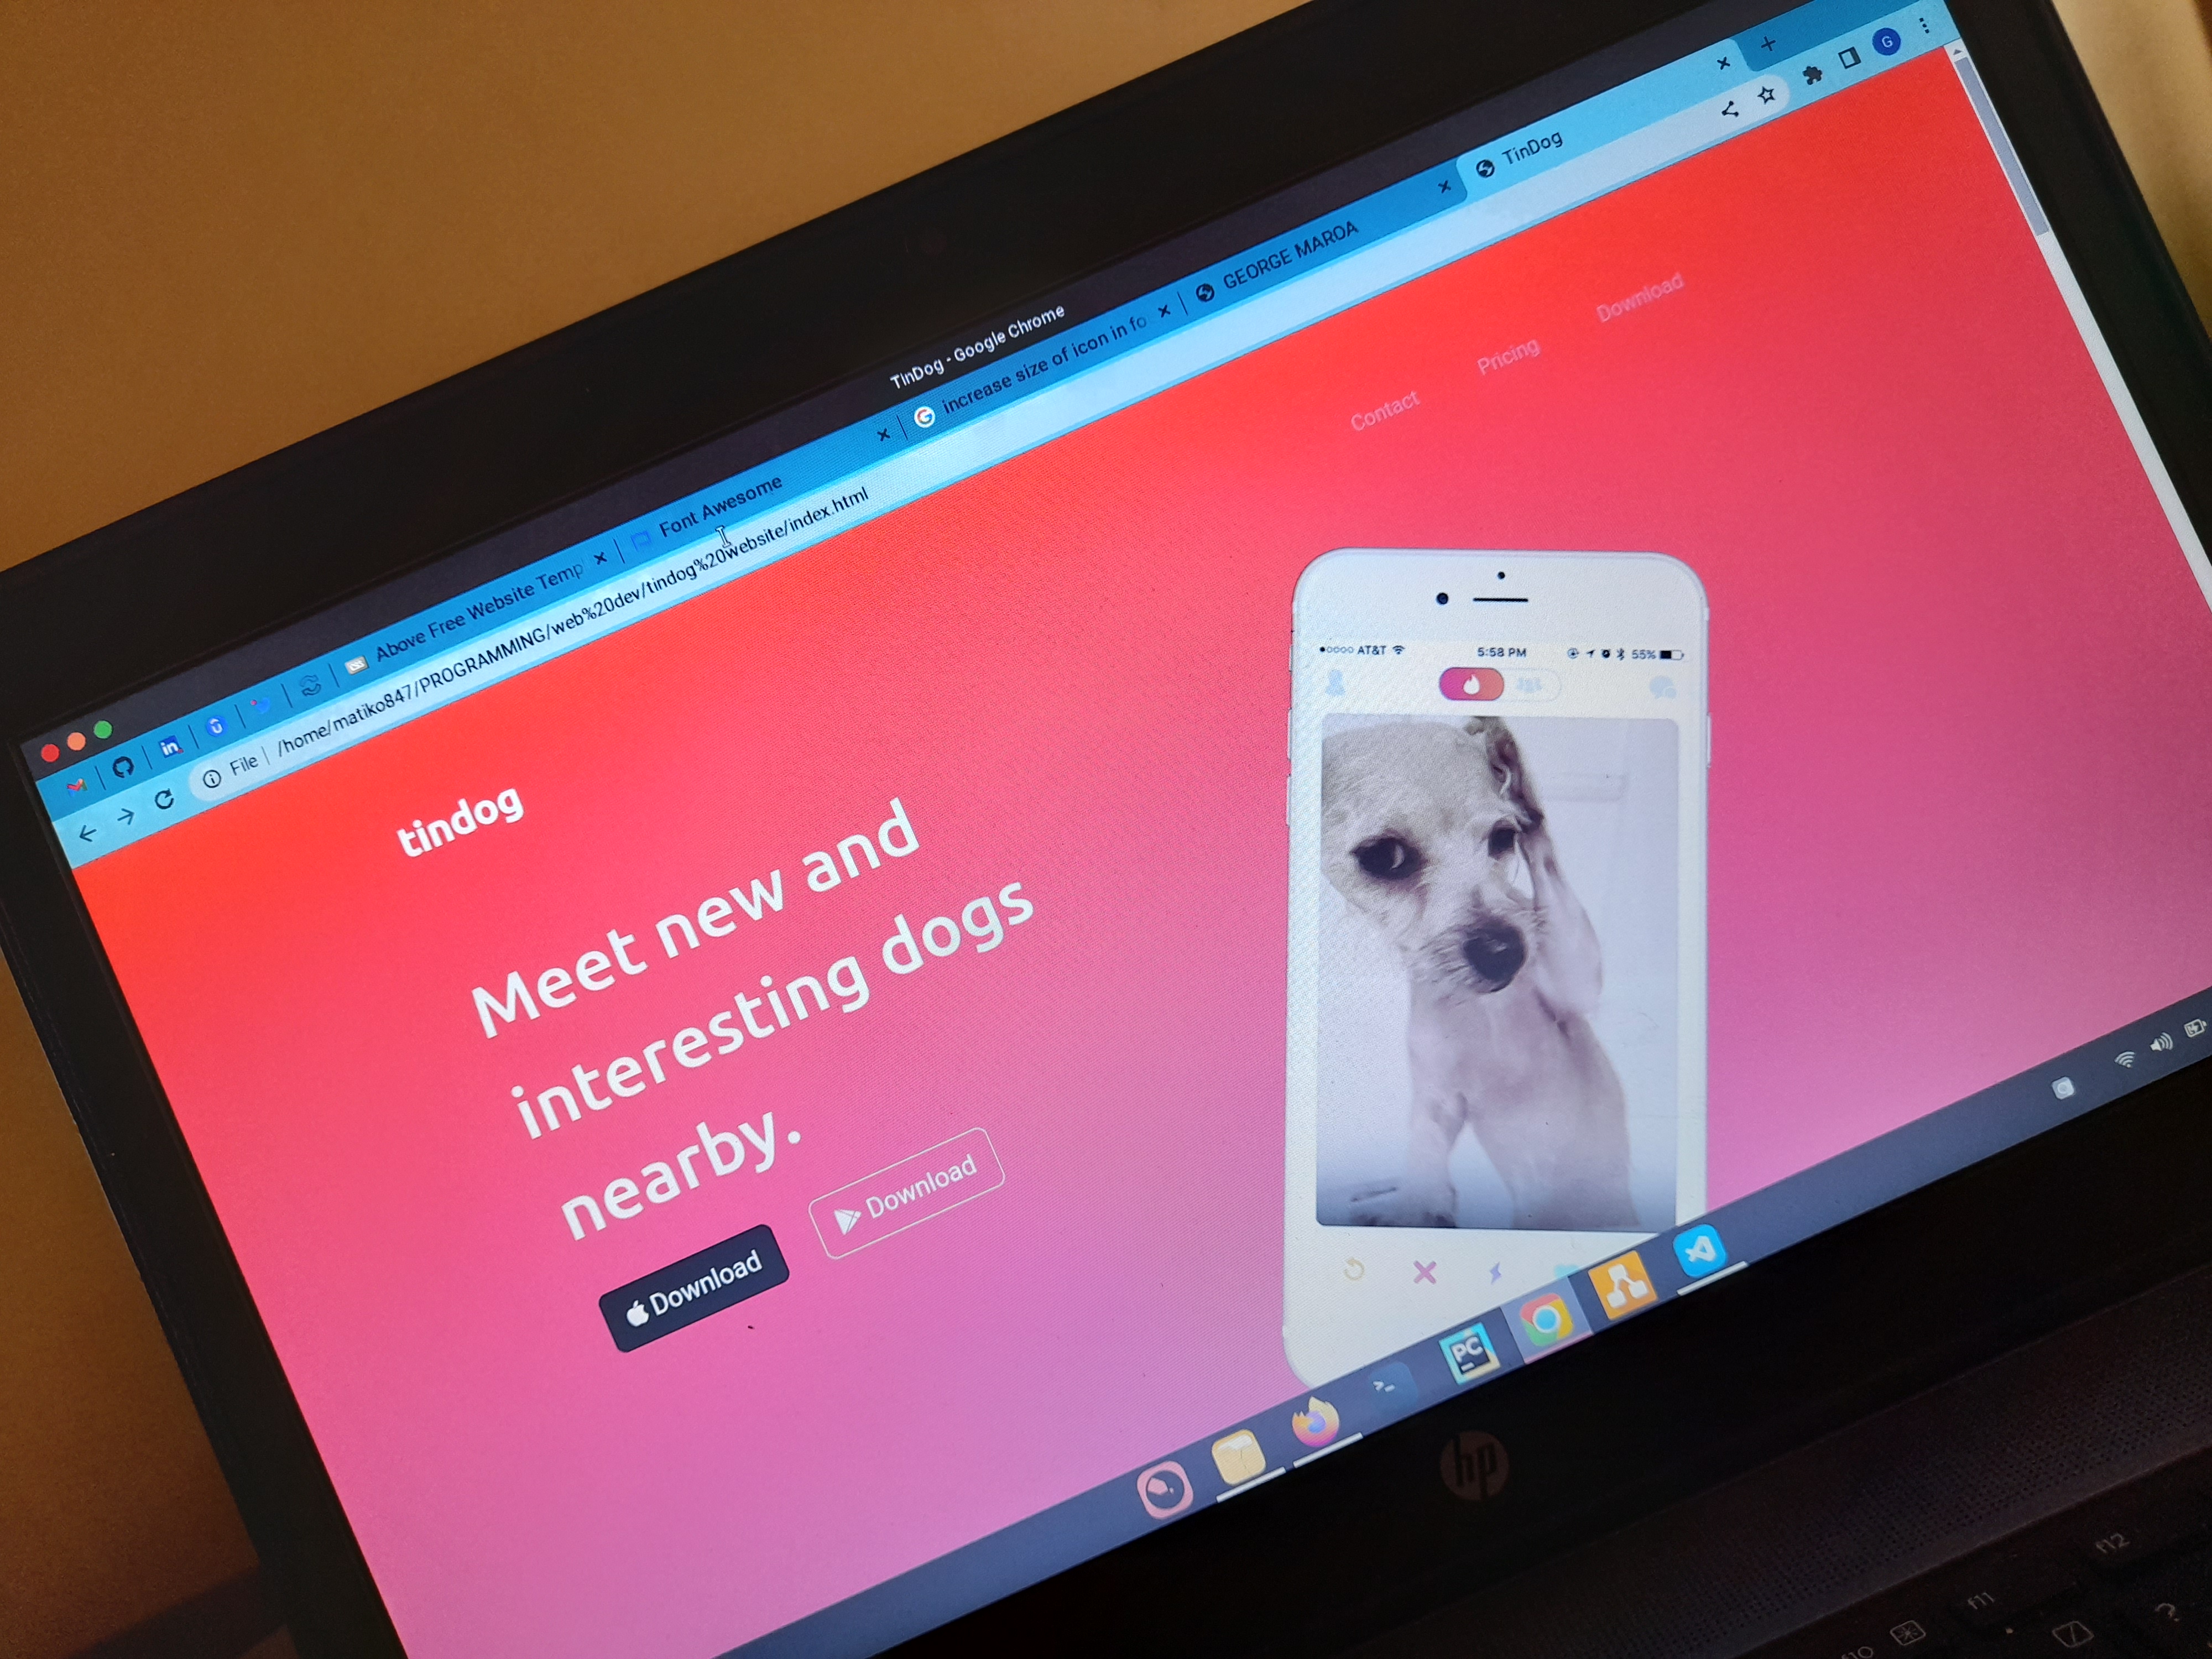 TinDog - Google Chrome
Above Free Website Temp
Font Awesome
increase size of icon in fo
GEORGE MAROA
TinDog
G
File
/home/matiko847/PROGRAMMING/web%20dev/tindog%20website/index.html
tindog
Contact
Pricing
Download
Meet new and
interesting dogs
nearby.
Download
Download
AT&T
5:58 PM
55%
PC
hp
f10
f11
f12
?